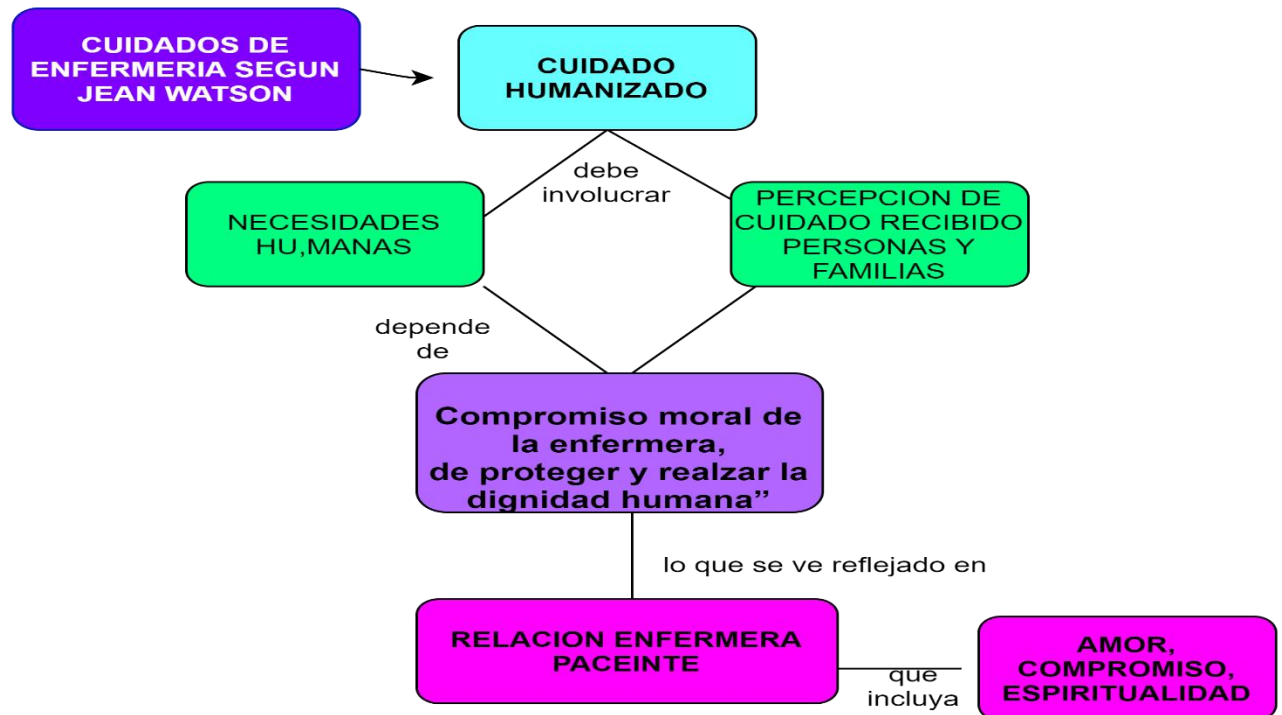 CUIDADOS DE
ENFERMERIA SEGUN
JEAN WATSON
CUIDADO
HUMANIZADO
debe
involucrar
NECESIDADES
HU,MANAS
PERCEPCION DE
CUIDADO RECIBIDO
PERSONAS Y
FAMILIAS
depende
de
Compromiso moral de
la enfermera,
de proteger y realzar la
dignidad humana”
lo que se ve reflejado en
RELACION ENFERMERA
PACEINTE
que
incluya
AMOR,
COMPROMISO,
ESPIRITUALIDAD